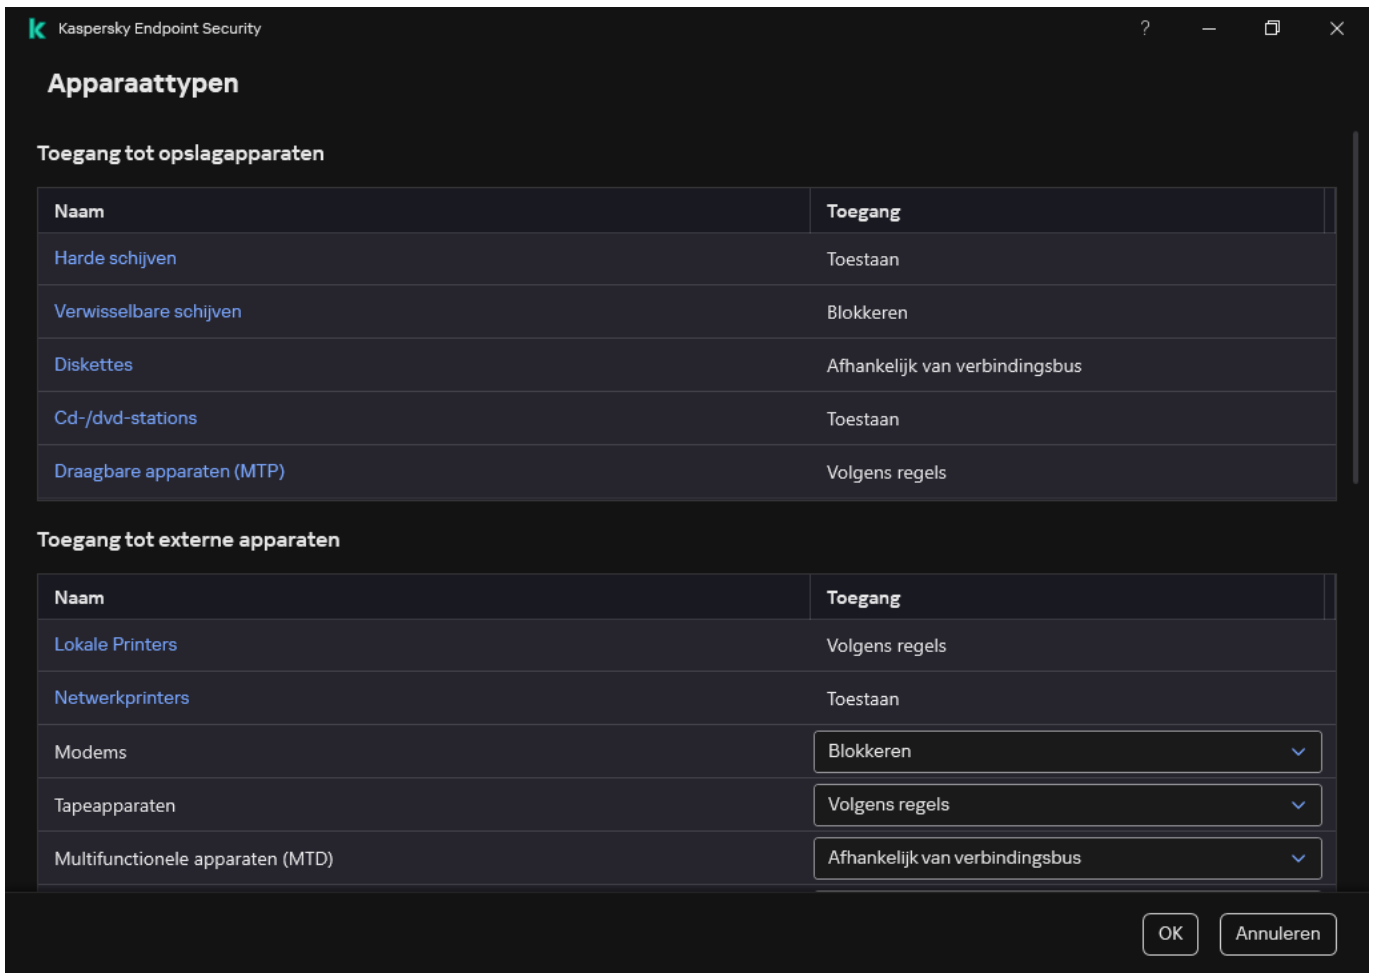 Kaspersky Endpoint Security
?
Apparaattypen
Toegang tot opslagapparaten
Naam Toegang
Harde schijven Toestaan
Verwisselbare schijven Blokkeren
Diskettes Afhankelijk van verbindingsbus
Cd-/dvd-stations Toestaan
Draagbare apparaten (MTP) Volgens regels
Toegang tot externe apparaten
Naam Toegang
Lokale Printers Volgens regels
Netwerkprinters Toestaan
Modems Blokkeren
Tapeapparaten Volgens regels
Multifunctionele apparaten (MTD) Afhankelijk van verbindingsbus
OK Annuleren